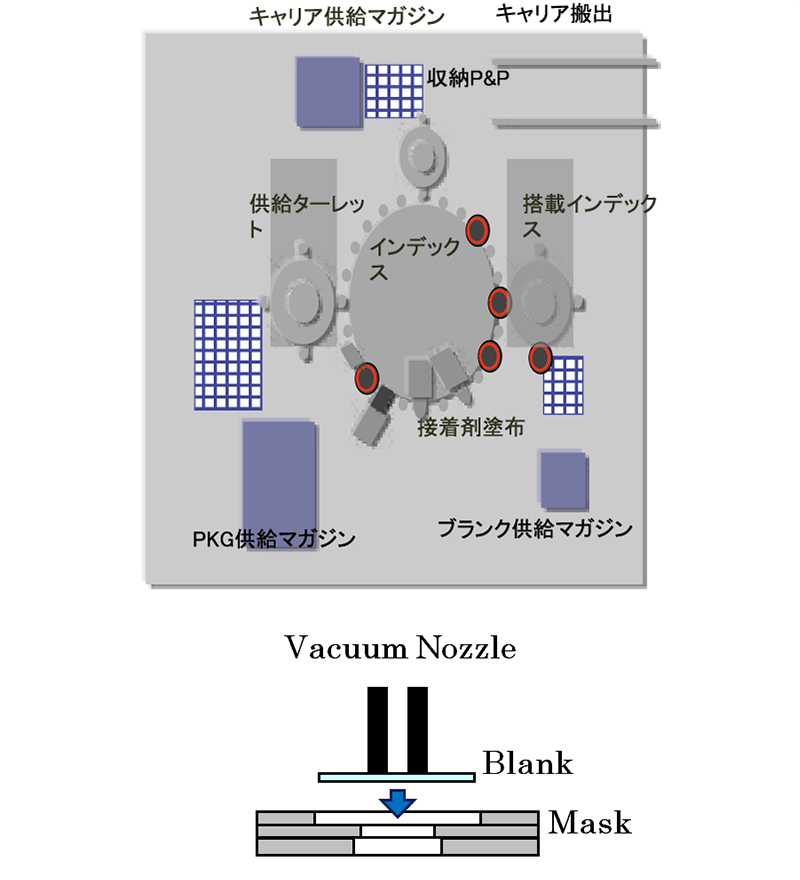 キャリア供給マガジン
キャリア搬出
収納P&P
供給ターレッ
ト
搭載インデック
ス
インデック
ス
接着剤塗布
PKG供給マガジン
ブランク供給マガジン
Vacuum Nozzle
Blank
Mask